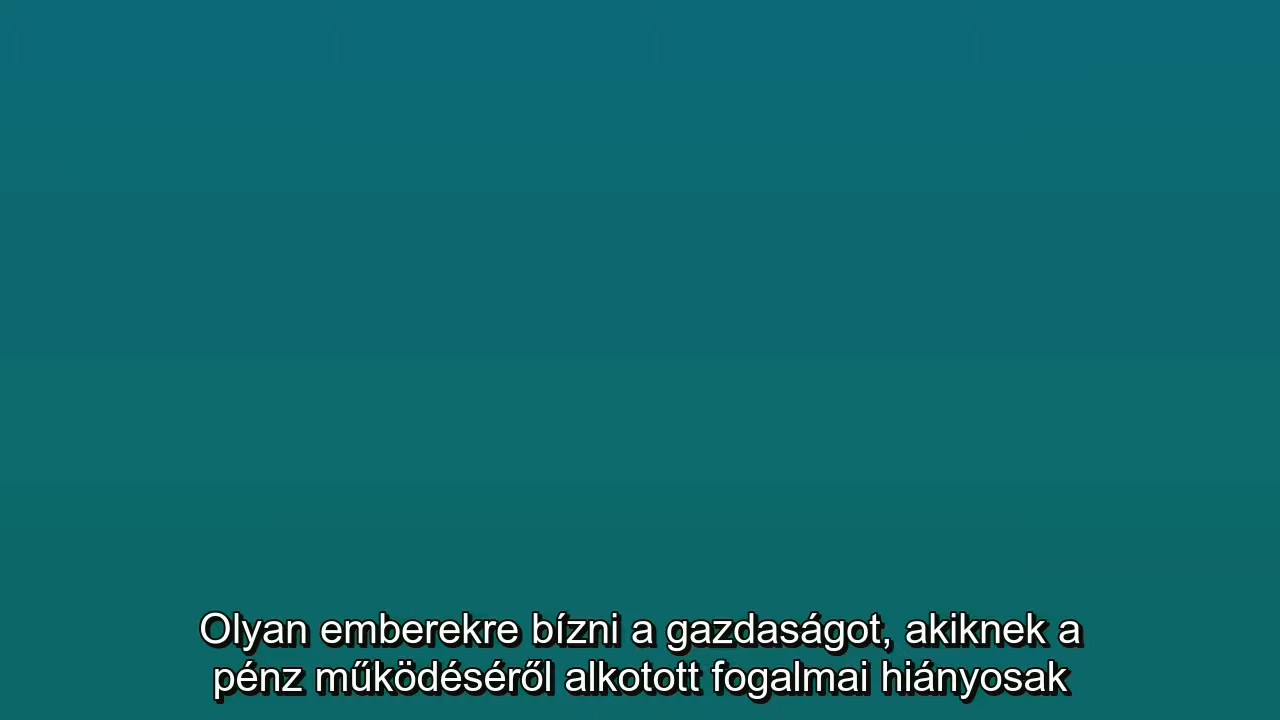 Olyan emberekre bízni a gazdaságot, akiknek a
pénz működéséről alkotott fogalmai hiányosak